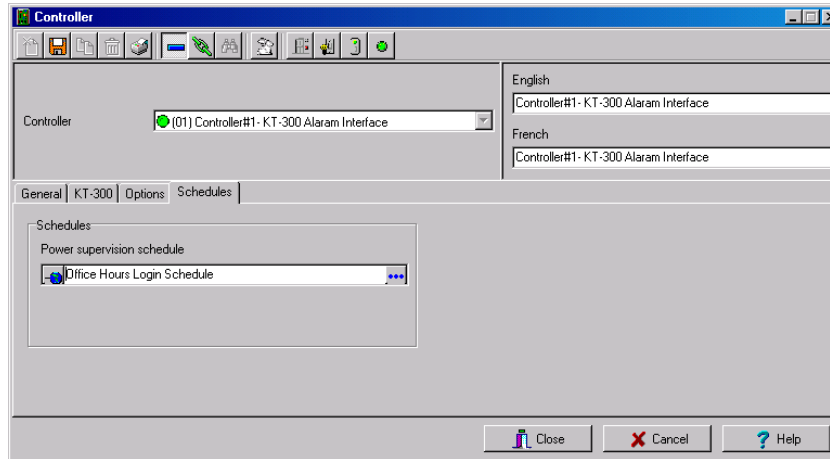 Controller
English
Controller#1- KT-300 Alaram Interface
Controller
(01) Controller#1- KT-300 Alaram Interface
French
Controller#1- KT-300 Alaram Interface
General KT-300 Options Schedules
Schedules
Power supervision schedule
Office Hours Login Schedule
Close Cancel Help